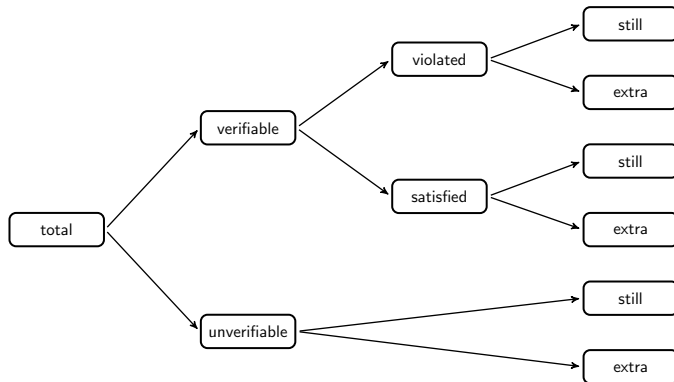 still
violated
extra
verifiable
still
satisfied
extra
total
still
unverifiable
extra